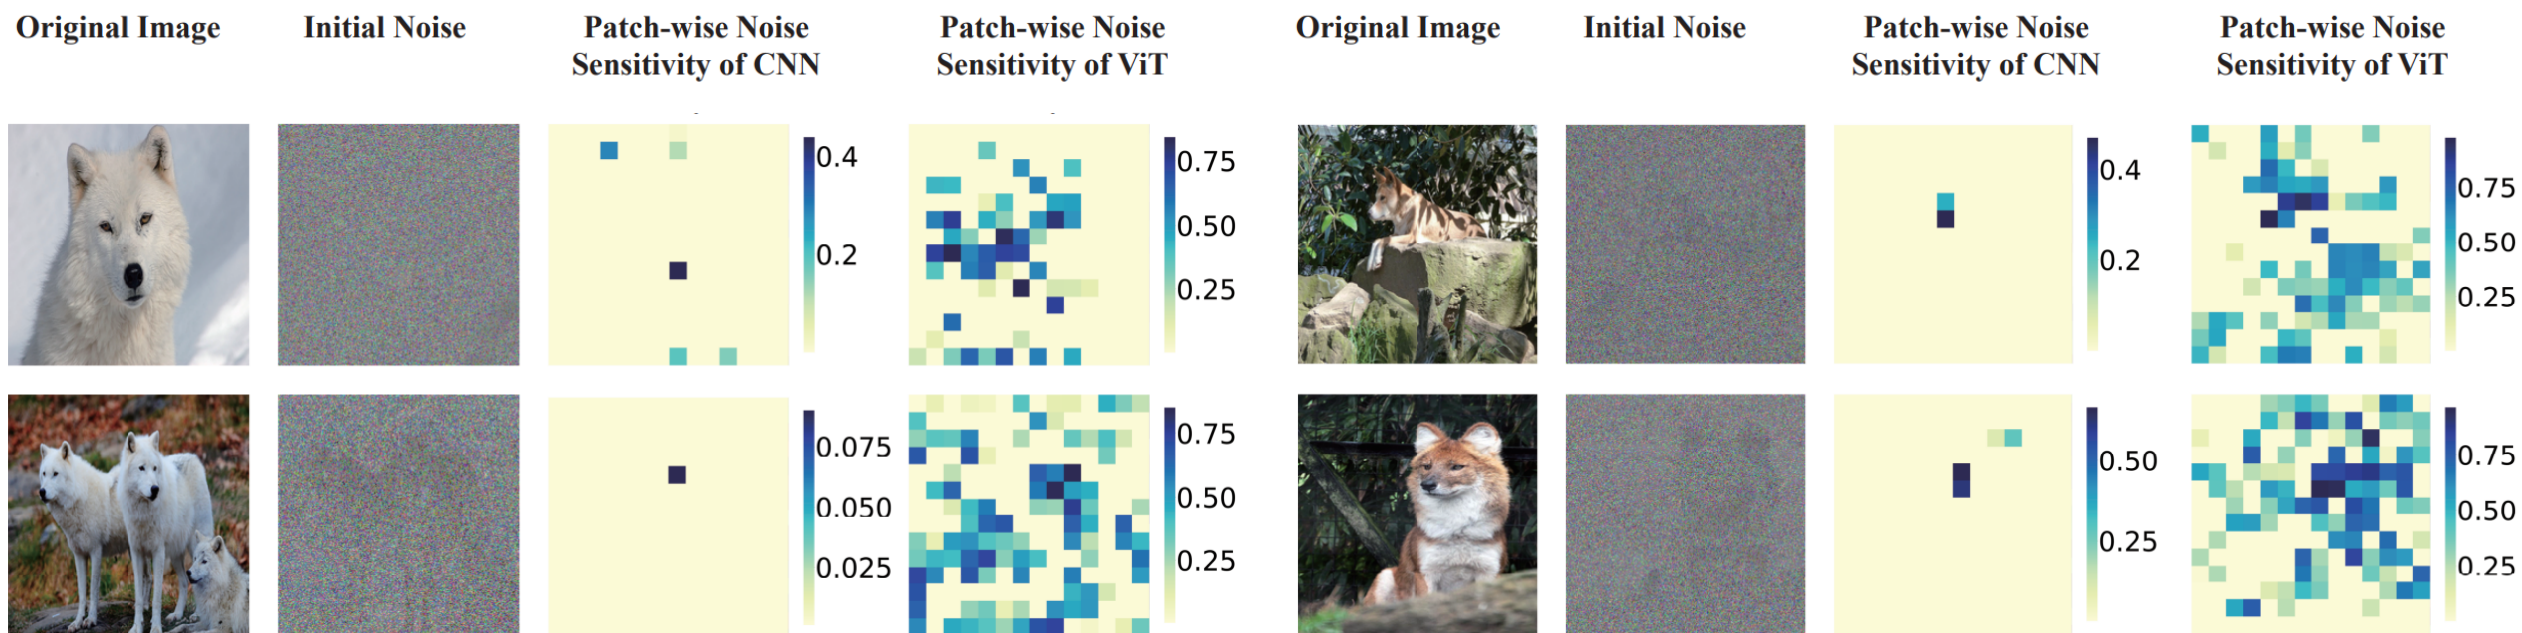 Original Image
Initial Noise
Patch-wise Noise
Sensitivity of CNN
Patch-wise Noise
Sensitivity of ViT
Original Image
Initial Noise
Patch-wise Noise
Sensitivity of CNN
Patch-wise Noise
Sensitivity of ViT
0.4
0.2
0.75
0.50
0.25
0.4
0.2
0.75
0.50
0.25
0.075
0.050
0.025
0.75
0.50
0.25
0.50
0.25
0.75
0.50
0.25